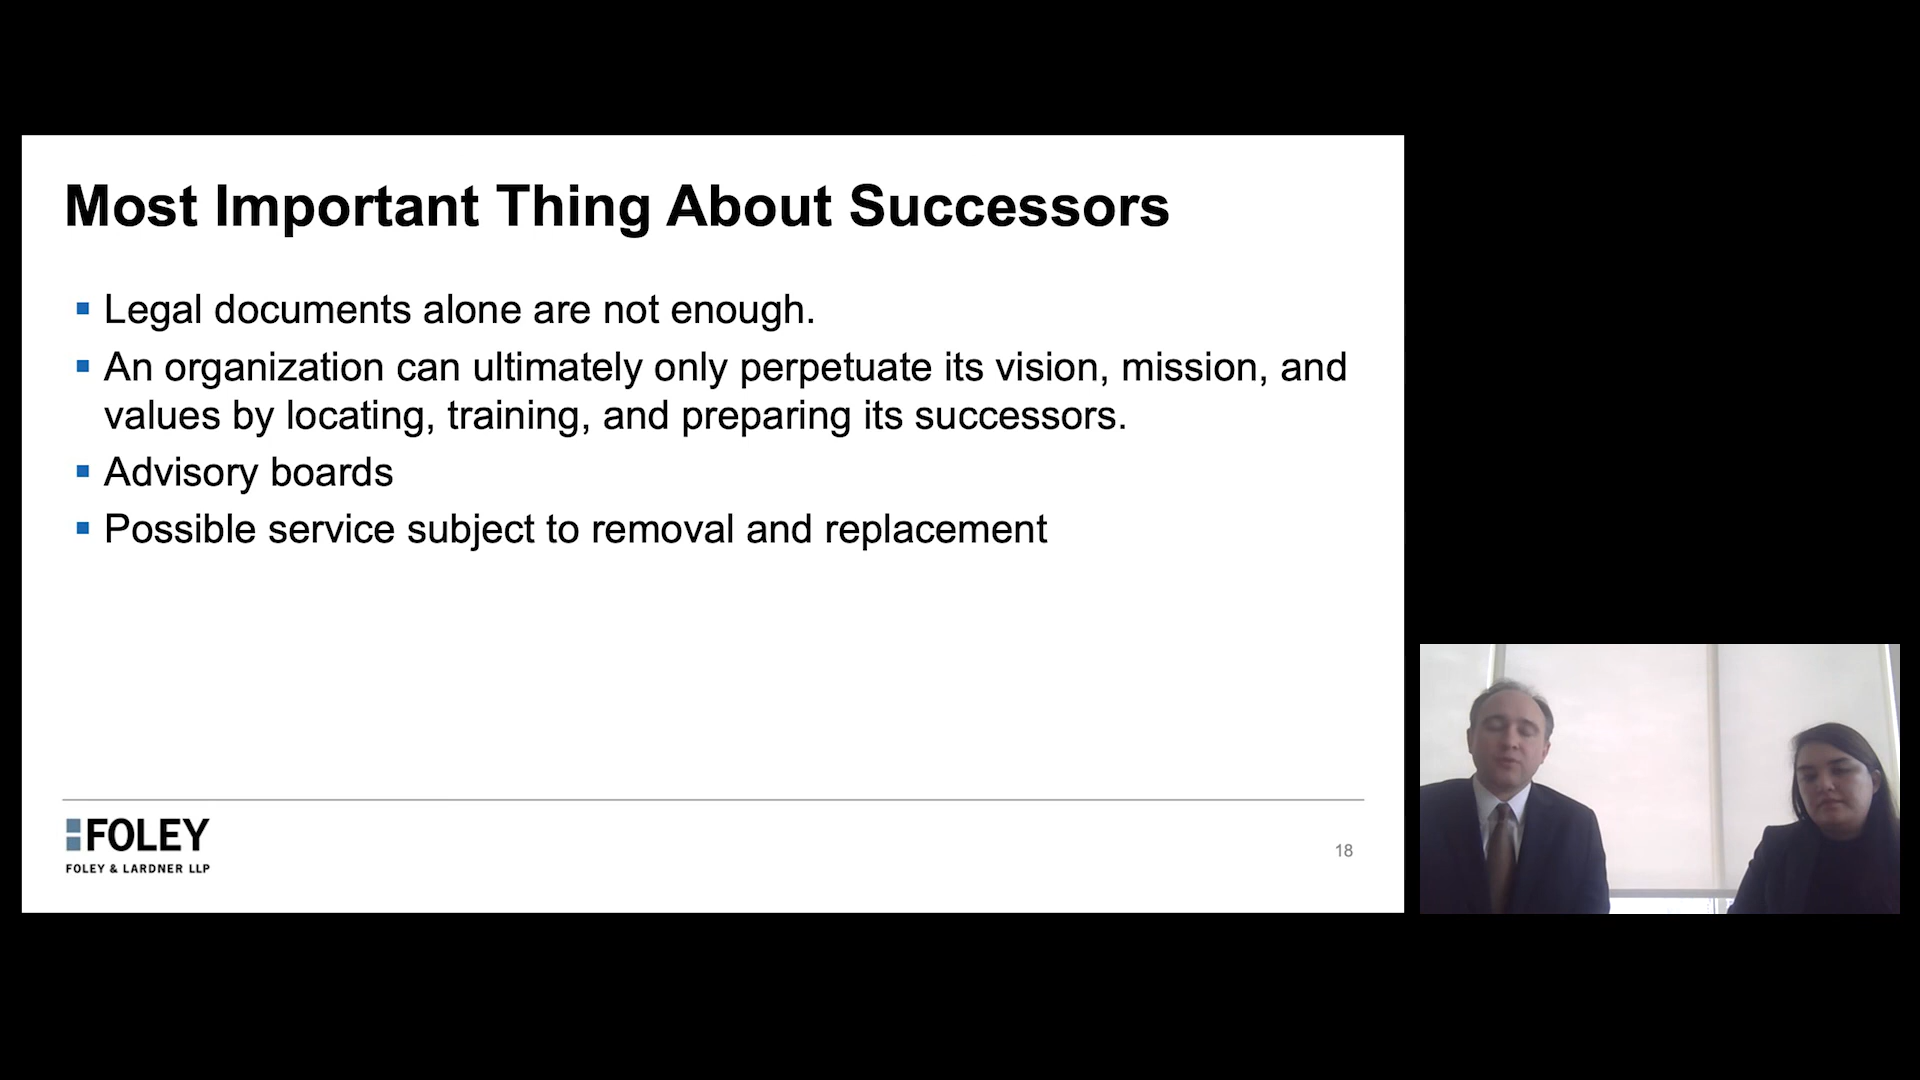 Most Important Thing About Successors
Legal documents alone are not enough.
An organization can ultimately only perpetuate its vision, mission, and
values by locating, training, and preparing its successors.
Advisory boards
Possible service subject to removal and replacement
FOLEY
FOLEY & LARDNER LLP
18